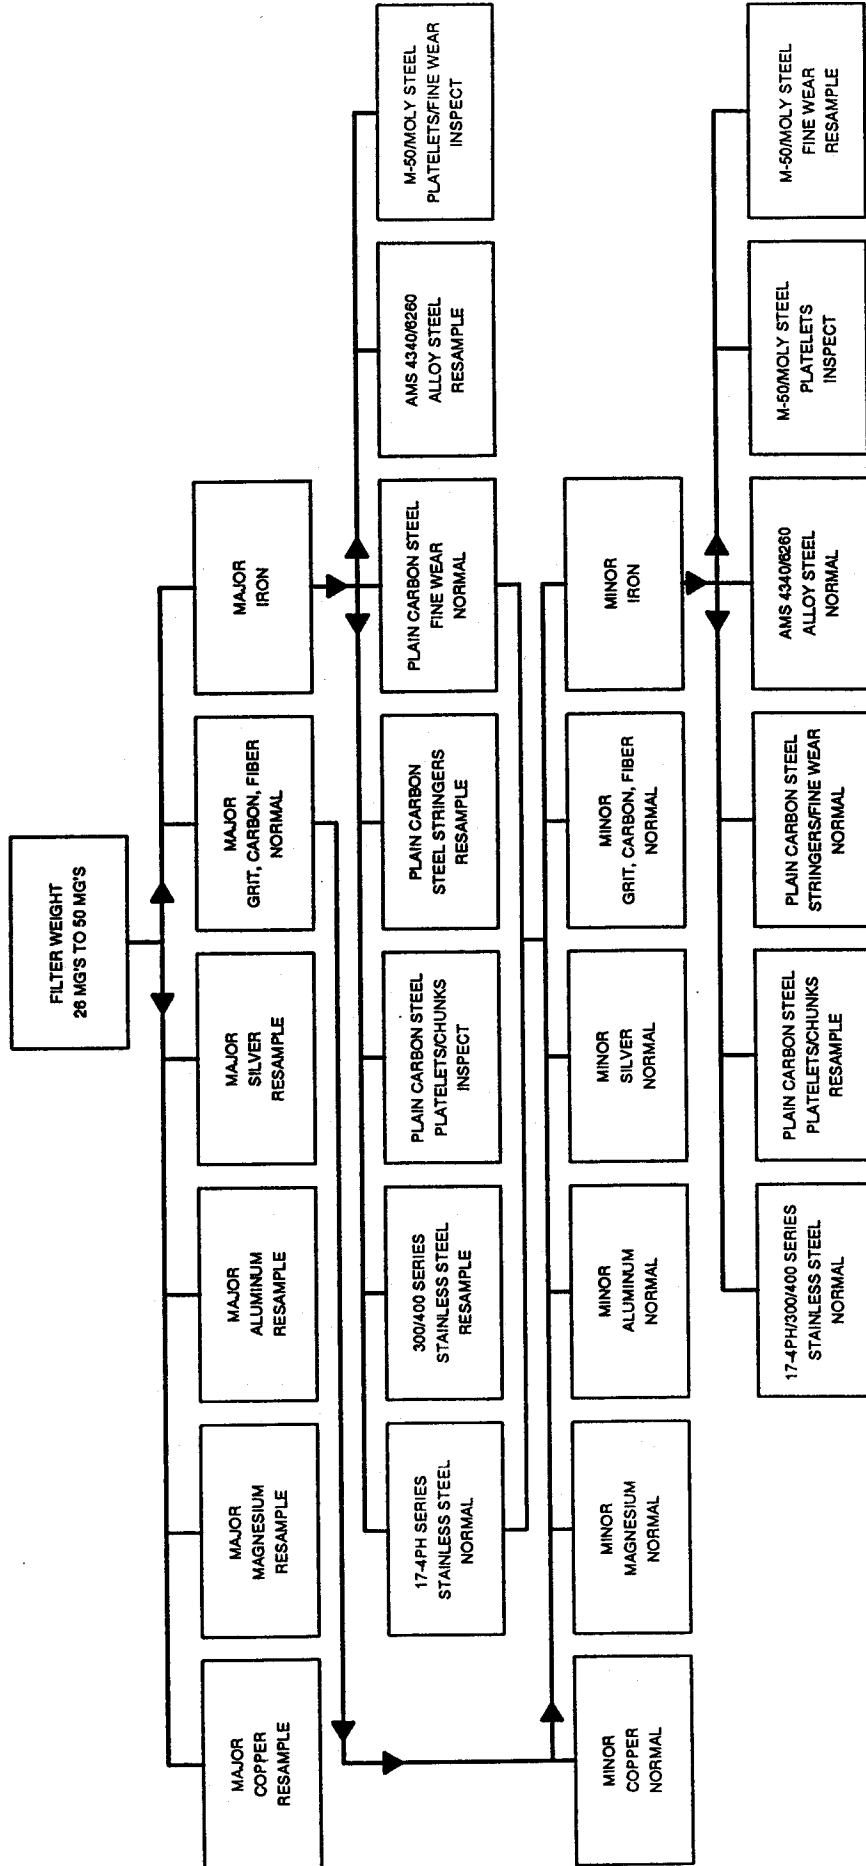 FILTER WEIGHT
26 MG'S TO 50 MG'S
MAJOR
COPPER
RESAMPLE
MAJOR
MAGNESIUM
RESAMPLE
MAJOR
ALUMINUM
RESAMPLE
MAJOR
SILVER
RESAMPLE
MAJOR
GRIT, CARBON, FIBER
NORMAL
MAJOR
IRON
17-4PH SERIES
STAINLESS STEEL
NORMAL
300/400 SERIES
STAINLESS STEEL
RESAMPLE
PLAIN CARBON STEEL
PLATELETS/CHUNKS
INSPECT
PLAIN CARBON
STEEL STRINGERS
RESAMPLE
PLAIN CARBON STEEL
FINE WEAR
NORMAL
AMS 4340/6260
ALLOY STEEL
RESAMPLE
M-50/MOLY STEEL
PLATELETS/FINE WEAR
INSPECT
MINOR
COPPER
NORMAL
MINOR
MAGNESIUM
NORMAL
MINOR
ALUMINUM
NORMAL
MINOR
SILVER
NORMAL
MINOR
GRIT, CARBON, FIBER
NORMAL
MINOR
IRON
17-4PH/300/400 SERIES
STAINLESS STEEL
NORMAL
PLAIN CARBON STEEL
PLATELETS/CHUNKS
RESAMPLE
PLAIN CARBON STEEL
STRINGERS/FINE WEAR
NORMAL
AMS 4340/6260
ALLOY STEEL
NORMAL
M-50/MOLY STEEL
PLATELETS
INSPECT
M-50/MOLY STEEL
FINE WEAR
RESAMPLE